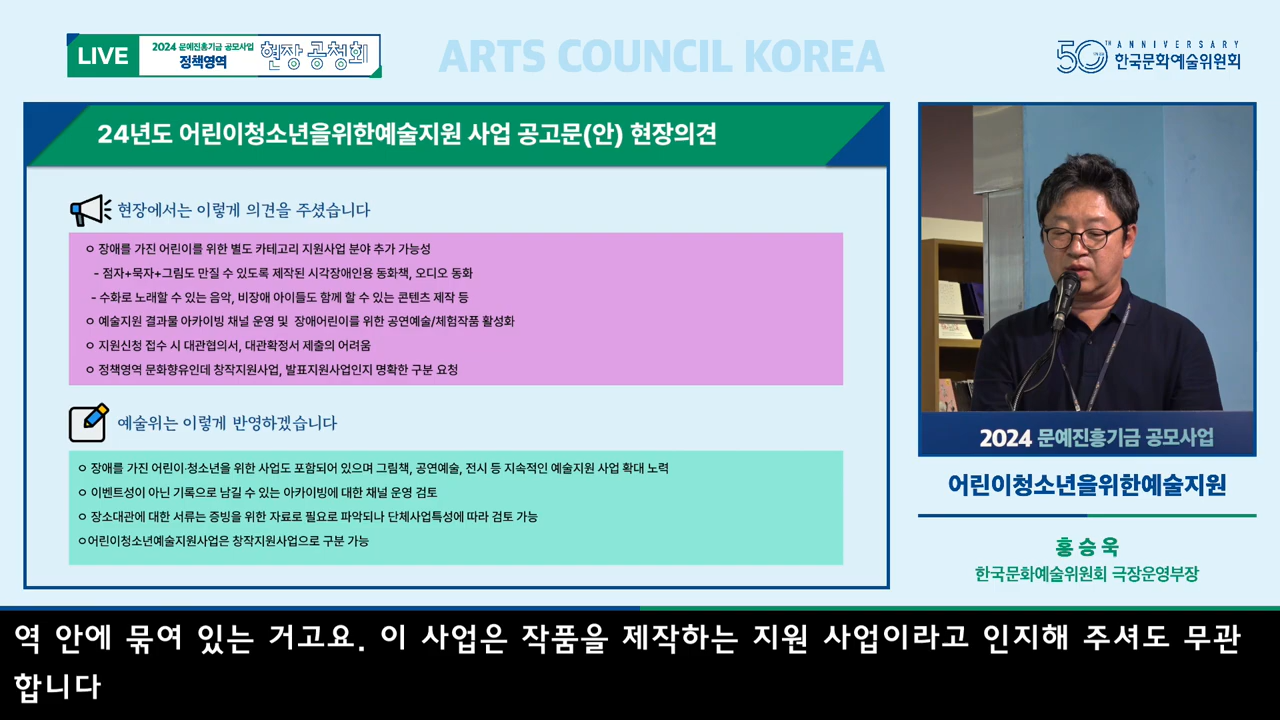 LIVE
2024 문예진흥기금 공모사업
정책영역
현장 공청회
ARTS COUNCIL KOREA
50TH ANNIVERSARY
한국문화예술위원회
24년도 어린이청소년을위한예술지원 사업 공고문(안) 현장의견
현장에서는 이렇게 의견을 주셨습니다
ㅇ 장애를 가진 어린이를 위한 별도 카테고리 지원사업 분야 추가 가능성
- 점자+묵자+그림도 만질 수 있도록 제작된 시각장애인용 동화책, 오디오 동화
- 수화로 노래할 수 있는 음악, 비장애 아이들도 함께 할 수 있는 콘텐츠 제작 등
ㅇ 예술지원 결과물 아카이빙 채널 운영 및 장애어린이를 위한 공연예술/체험작품 활성화
ㅇ 지원신청 접수 시 대관협의서, 대관확정서 제출의 어려움
ㅇ 정책영역 문화향유인데 창작지원사업, 발표지원사업인지 명확한 구분 요청
예술위는 이렇게 반영하겠습니다
ㅇ 장애를 가진 어린이·청소년을 위한 사업도 포함되어 있으며 그림책, 공연예술, 전시 등 지속적인 예술지원 사업 확대 노력
ㅇ 이벤트성이 아닌 기록으로 남길 수 있는 아카이빙에 대한 채널 운영 검토
ㅇ 장소대관에 대한 서류는 증빙을 위한 자료로 필요로 파악되나 단체사업특성에 따라 검토 가능
ㅇ어린이청소년예술지원사업은 창작지원사업으로 구분 가능
2024 문예진흥기금 공모사업
어린이청소년을위한예술지원
홍승욱
한국문화예술위원회 극장운영부장
역 안에 묶여 있는 거고요. 이 사업은 작품을 제작하는 지원 사업이라고 인지해 주셔도 무관
합니다